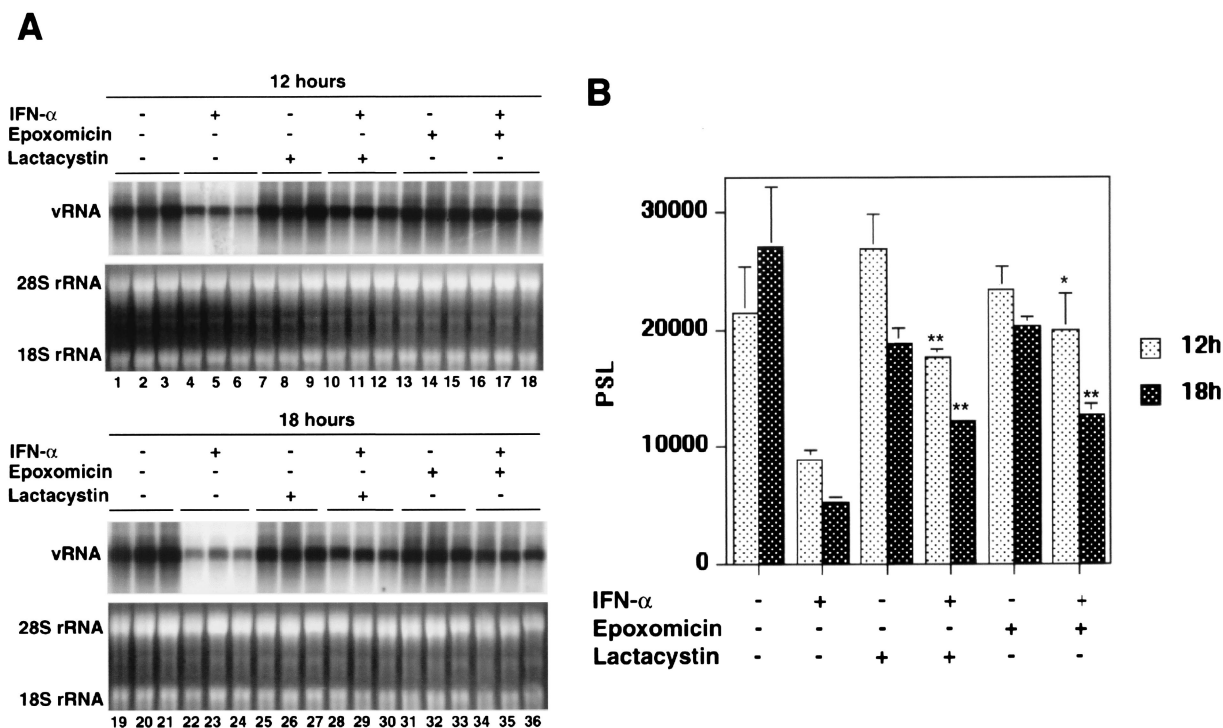 A
12 hours
IFN-α - + - + - +
Epoxomicin - - - - + +
Lactacystin - - + + - -
vRNA
28S rRNA
18S rRNA
1 2 3 4 5 6 7 8 9 10 11 12 13 14 15 16 17 18
18 hours
IFN-α - + - + - +
Epoxomicin - - - - + +
Lactacystin - - + + - -
vRNA
28S rRNA
18S rRNA
19 20 21 22 23 24 25 26 27 28 29 30 31 32 33 34 35 36
B
30000
20000
10000
0
PSL
**
**
*
**
12h
18h
IFN-α - + - + - +
Epoxomicin - - - - + +
Lactacystin - - + + - -